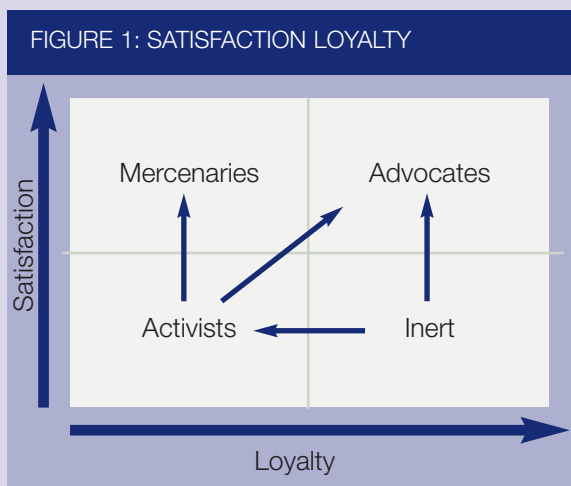 FIGURE 1: SATISFACTION LOYALTY
Satisfaction
Mercenaries
Advocates
Activists
Inert
Loyalty